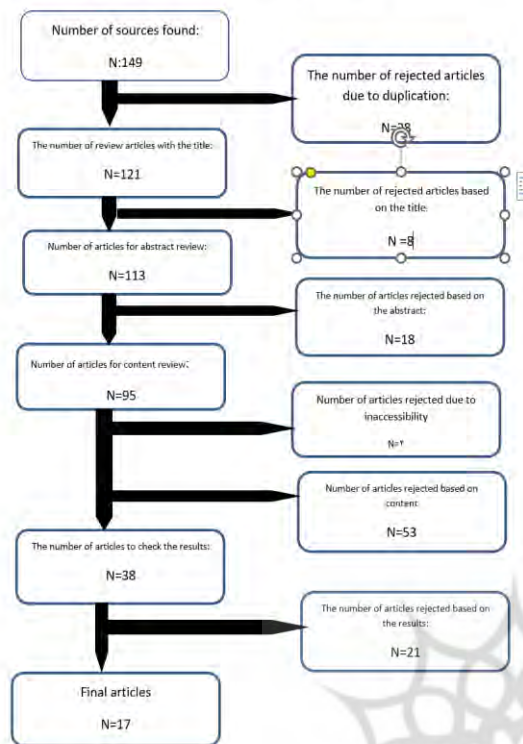 Number of sources found:
N:149
The number of rejected articles
due to duplication:
N=28
The number of review articles with the title:
N=121
The number of rejected articles based
on the title:
N =8
Number of articles for abstract review:
N=113
The number of articles rejected based on
the abstract:
N=18
Number of articles for content review:
N=95
Number of articles rejected due to
inaccessibility
N=
Number of articles rejected based on
content
N=53
The number of articles to check the results:
N=38
The number of articles rejected based on
the results:
N=21
Final articles
N=17